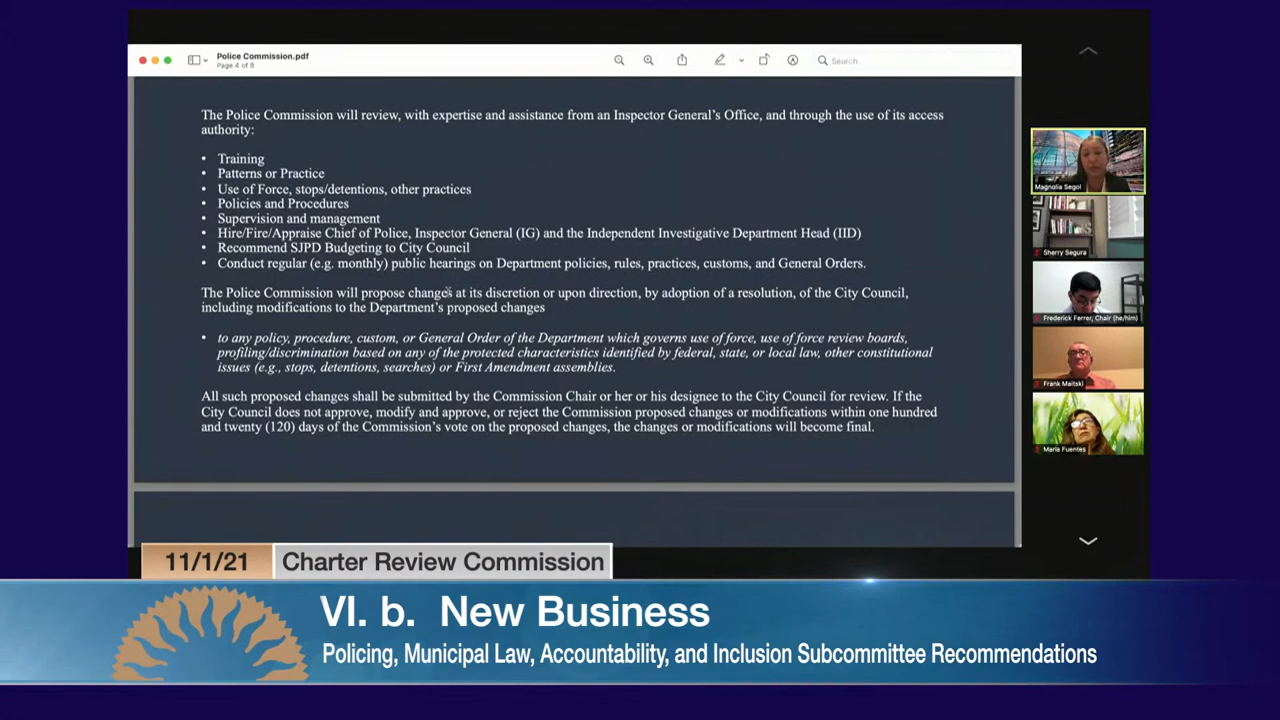 Police Commission.pdf
Page 4 of 8
Search
The Police Commission will review, with expertise and assistance from an Inspector General's Office, and through the use of its access
authority:
• Training
• Patterns or Practice
• Use of Force, stops/detentions, other practices
• Policies and Procedures
• Supervision and management
• Hire/Fire/Appraise Chief of Police, Inspector General (IG) and the Independent Investigative Department Head (IID)
• Recommend SJPD Budgeting to City Council
• Conduct regular (e.g. monthly) public hearings on Department policies, rules, practices, customs, and General Orders.
The Police Commission will propose changes at its discretion or upon direction, by adoption of a resolution, of the City Council,
including modifications to the Department's proposed changes
• to any policy, procedure, custom, or General Order of the Department which governs use of force, use of force review boards,
profiling/discrimination based on any of the protected characteristics identified by federal, state, or local law, other constitutional
issues (e.g., stops, detentions, searches) or First Amendment assemblies.
All such proposed changes shall be submitted by the Commission Chair or her or his designee to the City Council for review. If the
City Council does not approve, modify and approve, or reject the Commission proposed changes or modifications within one hundred
and twenty (120) days of the Commission's vote on the proposed changes, the changes or modifications will become final.
Magnolia Segol
Sherry Segura
Frederick Ferrer, Chair (he/him)
Frank Maitski
Maria Fuentes
11/1/21 Charter Review Commission
VI. b. New Business
Policing, Municipal Law, Accountability, and Inclusion Subcommittee Recommendations